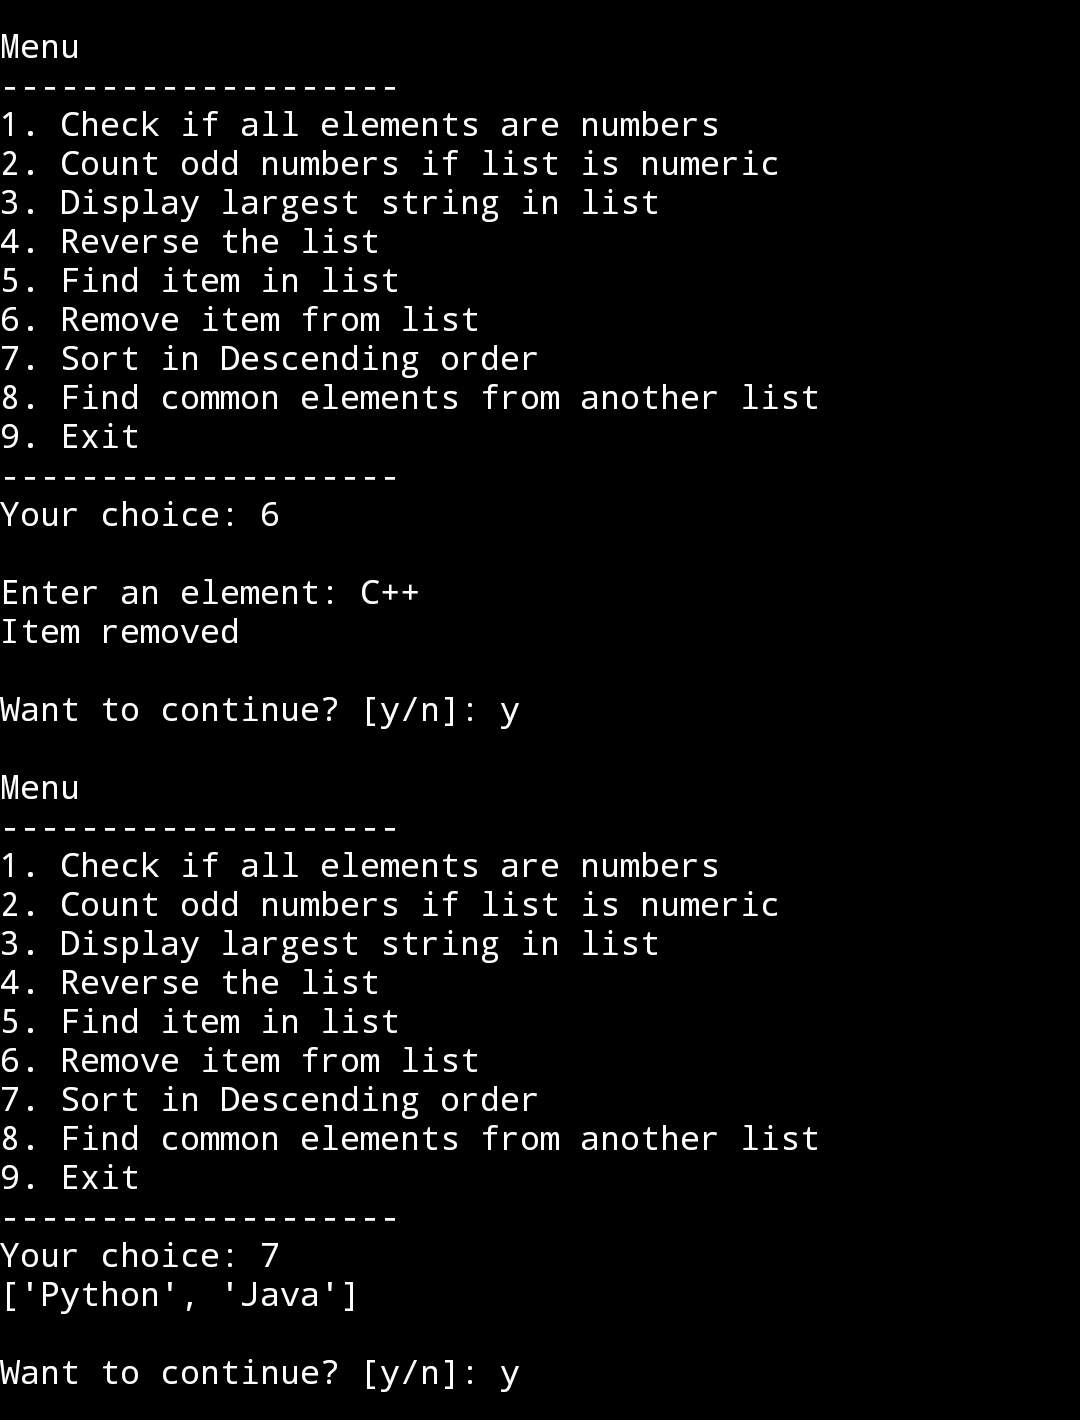 Menu
--------------------
1. Check if all elements are numbers
2. Count odd numbers if list is numeric
3. Display largest string in list
4. Reverse the list
5. Find item in list
6. Remove item from list
7. Sort in Descending order
8. Find common elements from another list
9. Exit
--------------------
Your choice: 6
Enter an element: C++
Item removed
Want to continue? [y/n]: y
Menu
--------------------
1. Check if all elements are numbers
2. Count odd numbers if list is numeric
3. Display largest string in list
4. Reverse the list
5. Find item in list
6. Remove item from list
7. Sort in Descending order
8. Find common elements from another list
9. Exit
--------------------
Your choice: 7
['Python', 'Java']
Want to continue? [y/n]: y